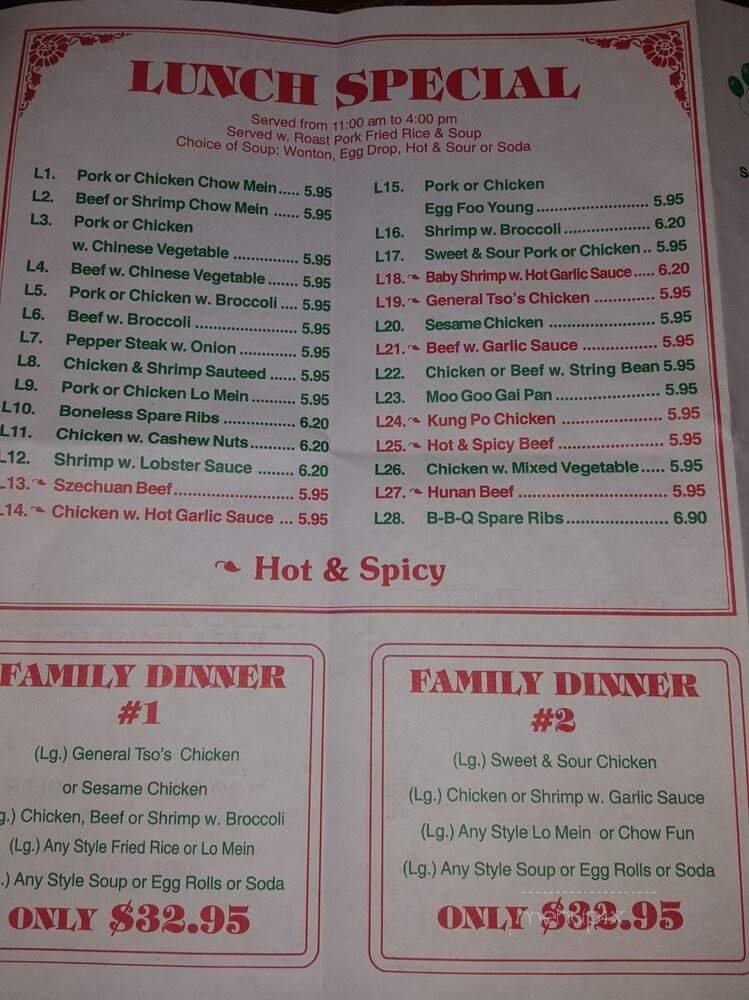 LUNCH SPECIAL
Served from 11:00 am to 4:00 pm
Served w. Roast Pork Fried Rice & Soup
Choice of Soup: Wonton, Egg Drop, Hot & Sour or Soda
L1. Pork or Chicken Chow Mein..... 5.95
L2. Beef or Shrimp Chow Mein ...... 5.95
L3. Pork or Chicken
w. Chinese Vegetable .................. 5.95
L4. Beef w. Chinese Vegetable ....... 5.95
L5. Pork or Chicken w. Broccoli .... 5.95
L6. Beef w. Broccoli ........................ 5.95
L7. Pepper Steak w. Onion ............... 5.95
L8. Chicken & Shrimp Sauteed ...... 5.95
L9. Pork or Chicken Lo Mein .......... 5.95
L10. Boneless Spare Ribs .................. 6.20
L11. Chicken w. Cashew Nuts........... 6.20
L12. Shrimp w. Lobster Sauce ........ 6.20
L13. Szechuan Beef.......................... 5.95
L14. Chicken w. Hot Garlic Sauce ... 5.95
L15. Pork or Chicken
Egg Foo Young ......................... 5.95
L16. Shrimp w. Broccoli .................. 6.20
L17. Sweet & Sour Pork or Chicken .. 5.95
L18. Baby Shrimp w. Hot Garlic Sauce ..... 6.20
L19. General Tso's Chicken ............. 5.95
L20. Sesame Chicken ........................ 5.95
L21. Beef w. Garlic Sauce ................ 5.95
L22. Chicken or Beef w. String Bean 5.95
L23. Moo Goo Gai Pan ....................... 5.95
L24. Kung Po Chicken ...................... 5.95
L25. Hot & Spicy Beef ....................... 5.95
L26. Chicken w. Mixed Vegetable..... 5.95
L27. Hunan Beef ................................ 5.95
L28. B-B-Q Spare Ribs...................... 6.90
Hot & Spicy
FAMILY DINNER
#1
(Lg.) General Tso's Chicken
or Sesame Chicken
g.) Chicken, Beef or Shrimp w. Broccoli
(Lg.) Any Style Fried Rice or Lo Mein
.) Any Style Soup or Egg Rolls or Soda
ONLY $32.95
FAMILY DINNER
#2
(Lg.) Sweet & Sour Chicken
(Lg.) Chicken or Shrimp w. Garlic Sauce
(Lg.) Any Style Lo Mein or Chow Fun
(Lg.) Any Style Soup or Egg Rolls or Soda
ONLY $32.95
menupix